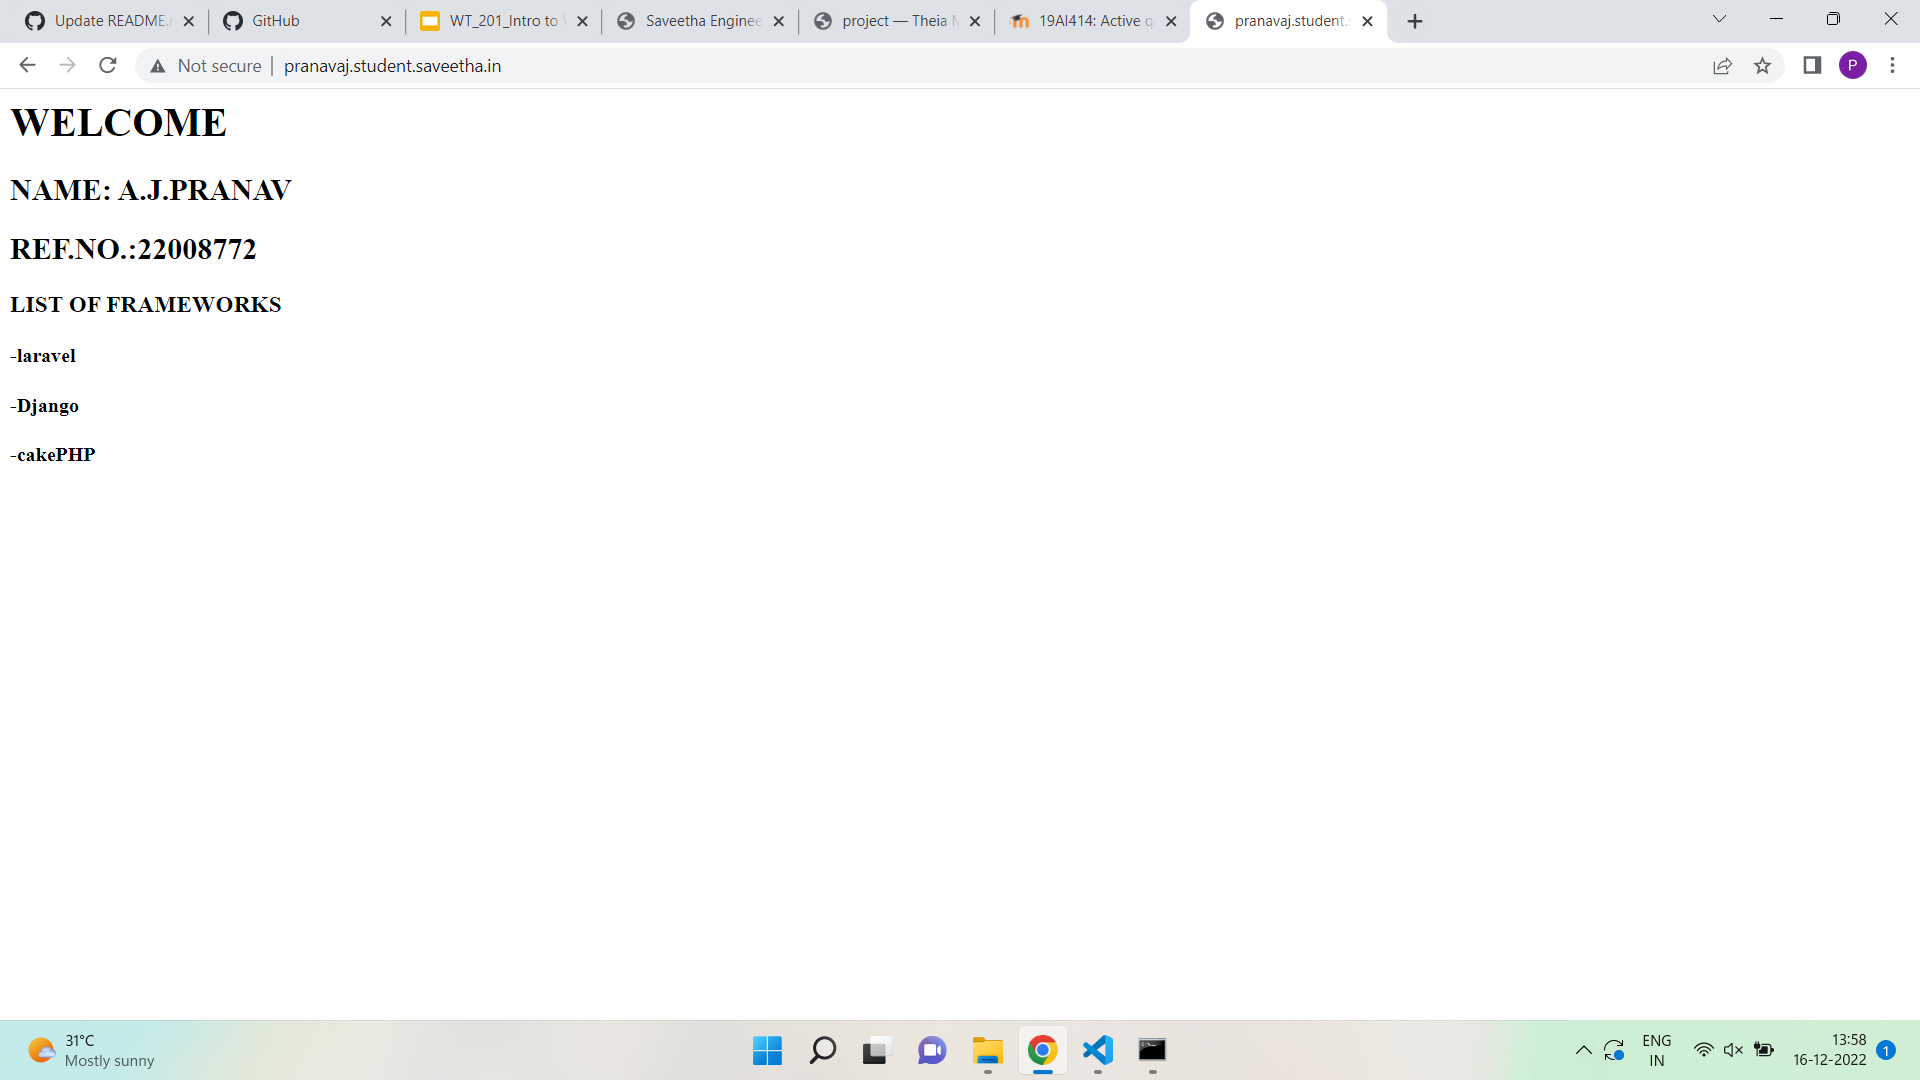 Update README.
GitHub
WT_201_Intro to
Saveetha Enginee
project — Theia
19AI414: Active q
pranavaj.student.s
Not secure
pranavaj.student.saveetha.in
P
WELCOME
NAME: A.J.PRANAV
REF.NO.:22008772
LIST OF FRAMEWORKS
-laravel
-Django
-cakePHP
31°C
Mostly sunny
ENG
IN
13:58
16-12-2022
1